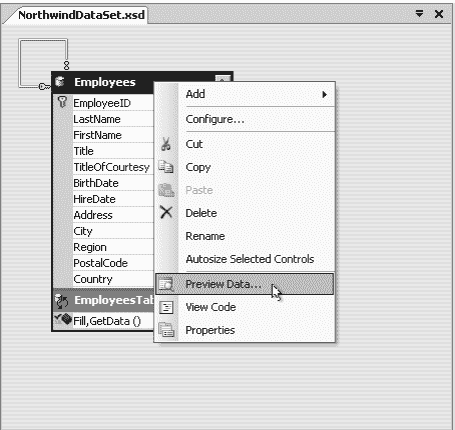 NorthwindDataSet.xsd
Employees
EmployeeID
LastName
FirstName
Title
TitleOfCourtesy
BirthDate
HireDate
Address
City
Region
PostalCode
Country
EmployeesTab
Fill,GetData ()
Add
Configure...
Cut
Copy
Paste
Delete
Rename
Autosize Selected Controls
Preview Data...
View Code
Properties